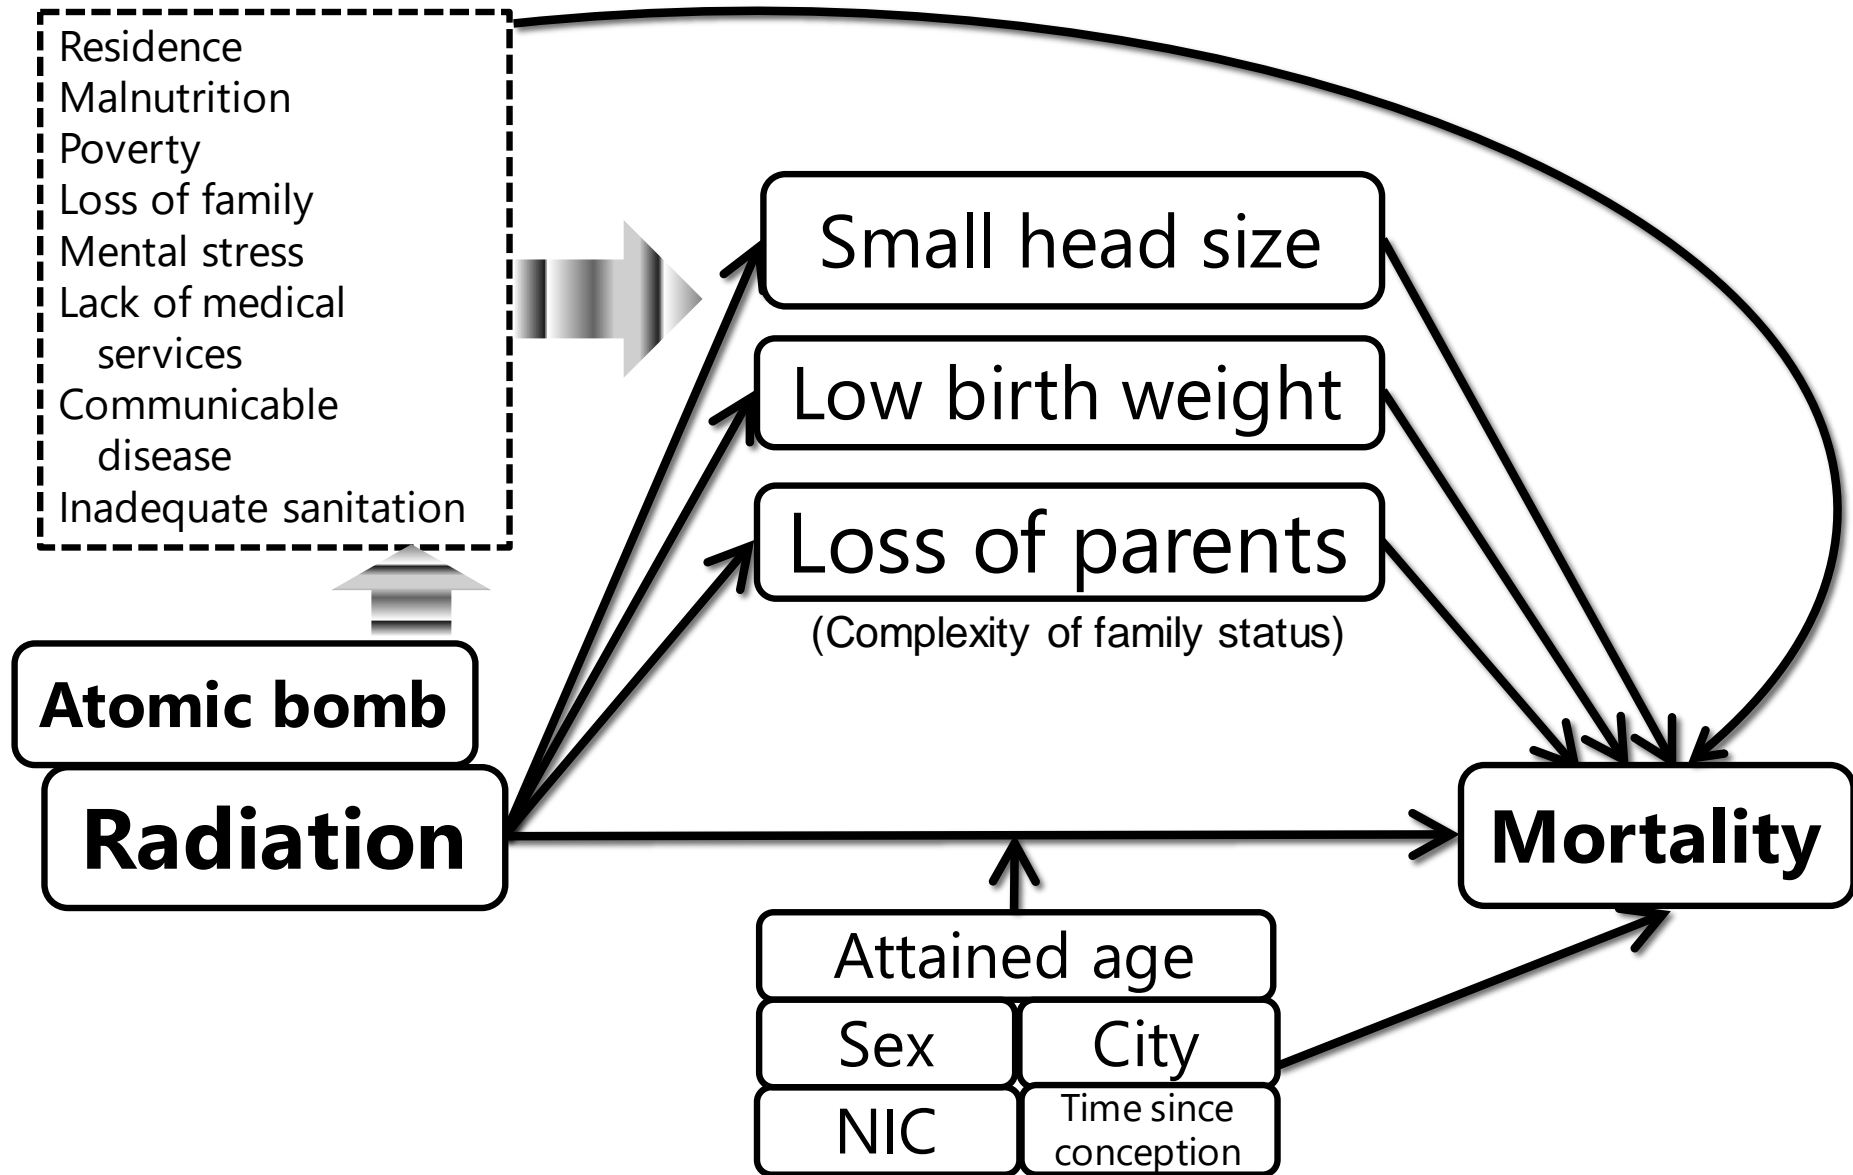 Residence
Malnutrition
Poverty
Loss of family
Mental stress
Lack of medical
services
Communicable
disease
Inadequate sanitation
Small head size
Low birth weight
Loss of parents
(Complexity of family status)
Atomic bomb
Radiation
Mortality
Attained age
Sex
City
NIC
Time since
conception